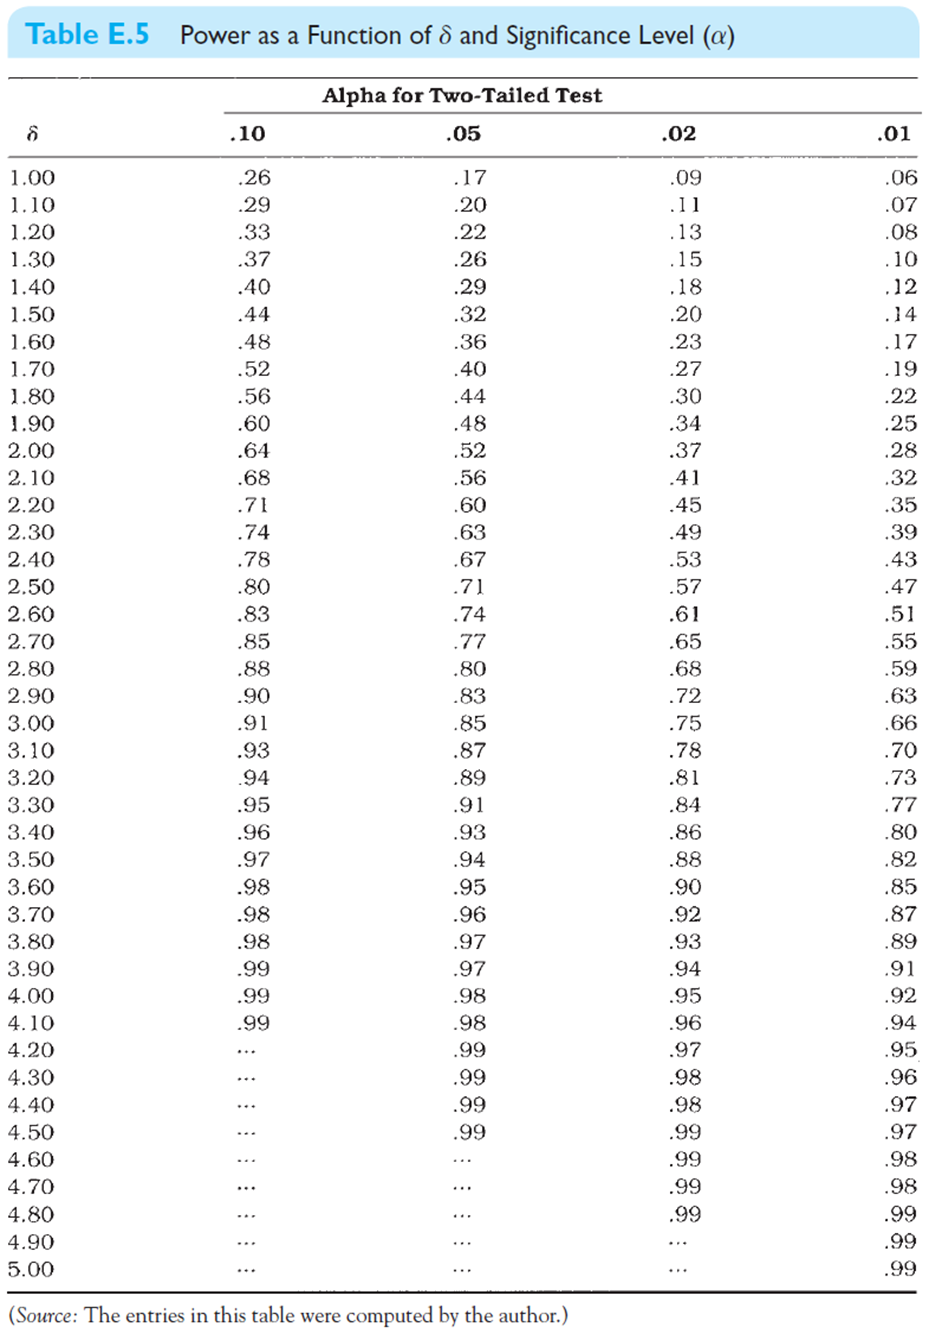 Table E.5 Power as a Function of δ and Significance Level (α)
Alpha for Two-Tailed Test
δ .10 .05 .02 .01
1.00 .26 .17 .09 .06
1.10 .29 .20 .11 .07
1.20 .33 .22 .13 .08
1.30 .37 .26 .15 .10
1.40 .40 .29 .18 .12
1.50 .44 .32 .20 .14
1.60 .48 .36 .23 .17
1.70 .52 .40 .27 .19
1.80 .56 .44 .30 .22
1.90 .60 .48 .34 .25
2.00 .64 .52 .37 .28
2.10 .68 .56 .41 .32
2.20 .71 .60 .45 .35
2.30 .74 .63 .49 .39
2.40 .78 .67 .53 .43
2.50 .80 .71 .57 .47
2.60 .83 .74 .61 .51
2.70 .85 .77 .65 .55
2.80 .88 .80 .68 .59
2.90 .90 .83 .72 .63
3.00 .91 .85 .75 .66
3.10 .93 .87 .78 .70
3.20 .94 .89 .81 .73
3.30 .95 .91 .84 .77
3.40 .96 .93 .86 .80
3.50 .97 .94 .88 .82
3.60 .98 .95 .90 .85
3.70 .98 .96 .92 .87
3.80 .98 .97 .93 .89
3.90 .99 .97 .94 .91
4.00 .99 .98 .95 .92
4.10 .99 .98 .96 .94
4.20 ... .99 .97 .95
4.30 ... .99 .98 .96
4.40 ... .99 .98 .97
4.50 ... .99 .99 .97
4.60 ... ... .99 .98
4.70 ... ... .99 .98
4.80 ... ... .99 .99
4.90 ... ... ... .99
5.00 ... ... ... .99
(Source: The entries in this table were computed by the author.)